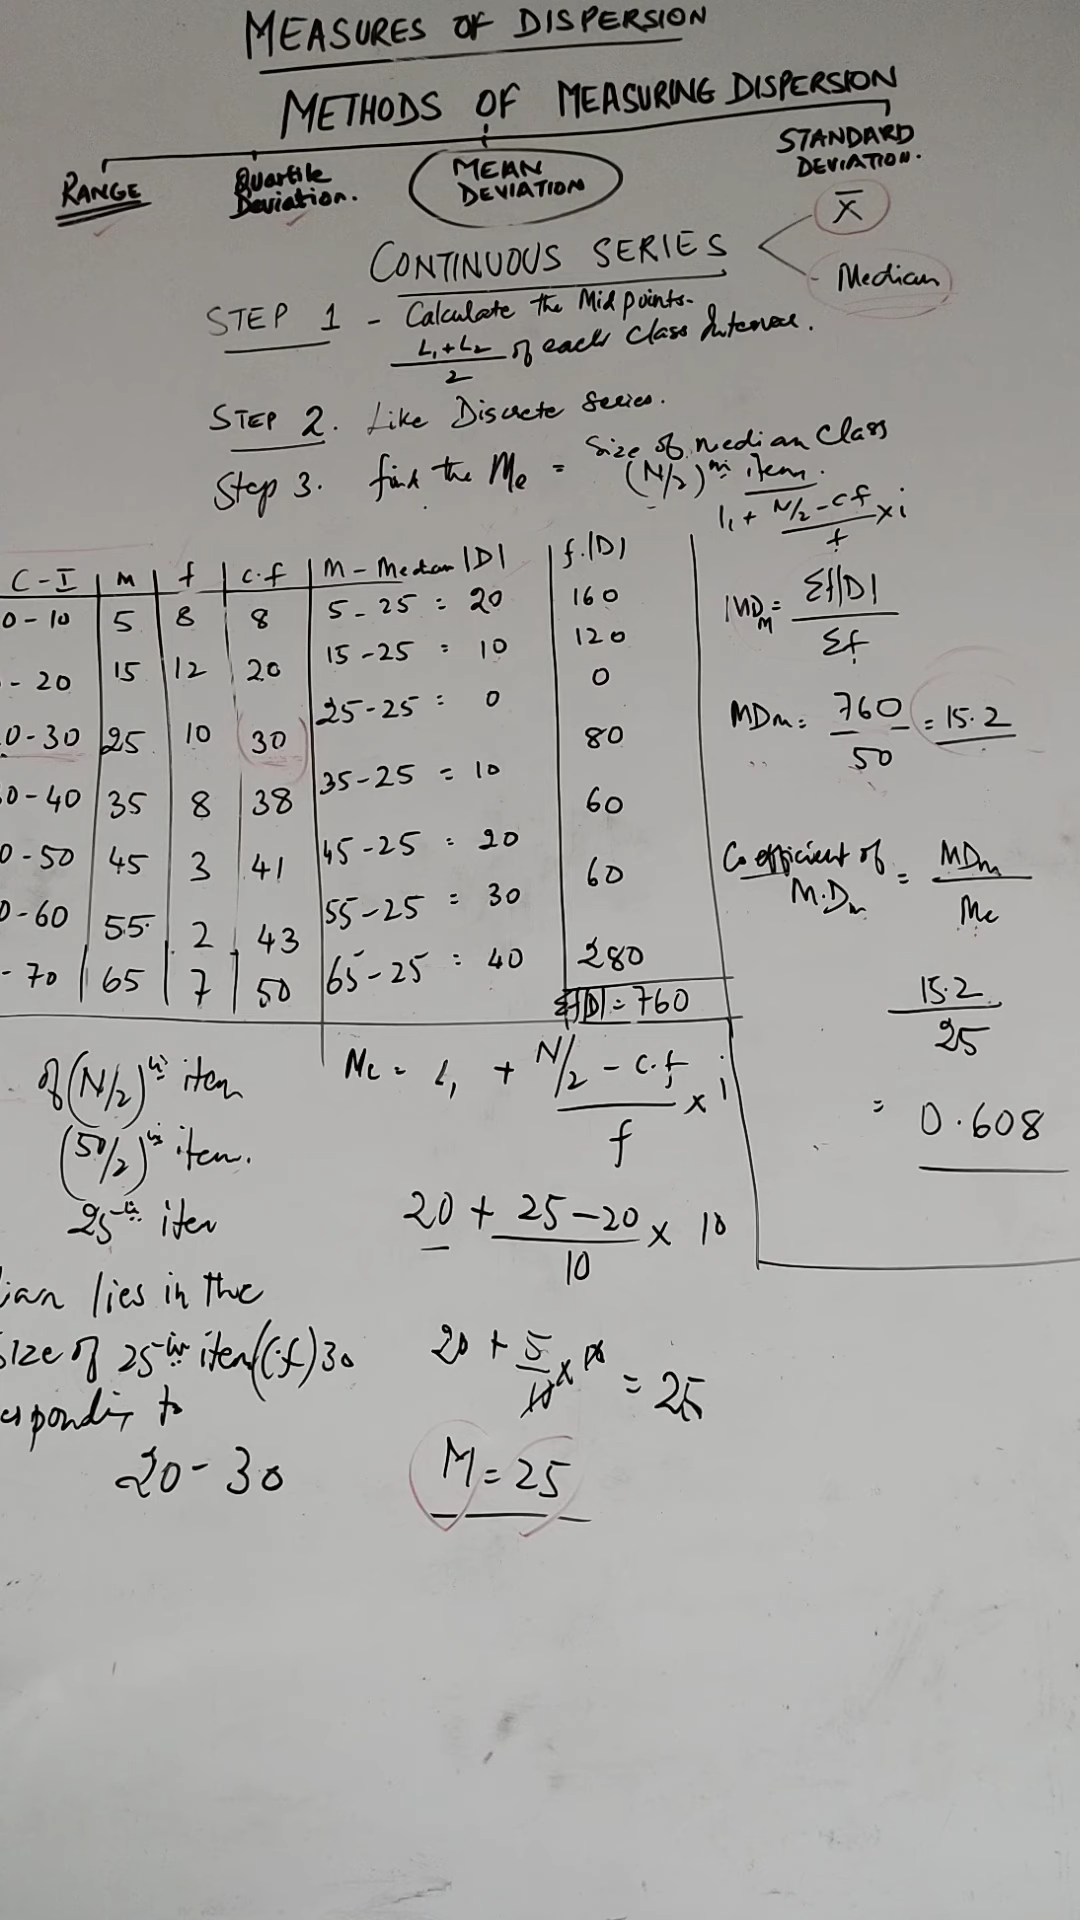 MEASURES OF DISPERSION
METHODS OF MEASURING DISPERSION
RANGE
Quartile Deviation.
MEAN DEVIATION
STANDARD DEVIATION.
CONTINUOUS SERIES
X̄
Median
STEP 1 - Calculate the Mid points-
L₁+L₂/2 of each class Interval.
STEP 2. Like Discrete Series.
Step 3. find the Me = Size of median class
(N/2)th item.
l₁ + N/2 - cf/f × i
C-I | m | f | c.f | M - Median |D| | f.|D|
0-10 | 5 | 8 | 8 | 5-25 = 20 | 160
- 20 | 15 | 12 | 20 | 15-25 = 10 | 120
0-30 | 25 | 10 | 30 | 25-25 = 0 | 0
0-40 | 35 | 8 | 38 | 35-25 = 10 | 80
0-50 | 45 | 3 | 41 | 45-25 = 20 | 60
0-60 | 55 | 2 | 43 | 55-25 = 30 | 60
- 70 | 65 | 7 | 50 | 65-25 = 40 | 280
Σf|D| = 760
MDm = Σf|D|/Σf
MDm = 760/50 = 15.2
Coefficient of M.Dm = MDm/Me
15.2/25
= 0.608
of (N/2)th item
(50/2)th item.
25th item
ian lies in the
size of 25th item (c.f) 30
esponding to
20-30
Me = L₁ + N/2 - c.f/f × i
20 + 25-20/10 × 10
20 + 5/10 × 10 = 25
M = 25